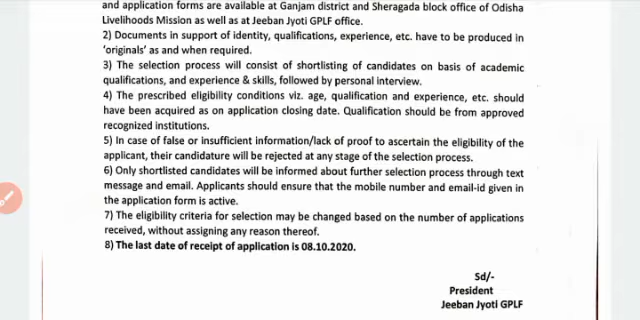 and application forms are available at Ganjam district and Sheragada block office of Odisha
Livelihoods Mission as well as at Jeeban Jyoti GPLF office.
2) Documents in support of identity, qualifications, experience, etc. have to be produced in
'originals' as and when required.
3) The selection process will consist of shortlisting of candidates on basis of academic
qualifications, and experience & skills, followed by personal interview.
4) The prescribed eligibility conditions viz. age, qualification and experience, etc. should
have been acquired as on application closing date. Qualification should be from approved
recognized institutions.
5) In case of false or insufficient information/lack of proof to ascertain the eligibility of the
applicant, their candidature will be rejected at any stage of the selection process.
6) Only shortlisted candidates will be informed about further selection process through text
message and email. Applicants should ensure that the mobile number and email-id given in
the application form is active.
7) The eligibility criteria for selection may be changed based on the number of applications
received, without assigning any reason thereof.
8) The last date of receipt of application is 08.10.2020.
Sd/-
President
Jeeban Jyoti GPLF